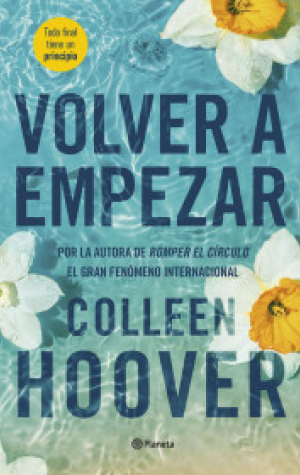 Todo final
tiene un
principio
VOLVER A
EMPEZAR
POR LA AUTORA DE ROMPER EL CÍRCULO
EL GRAN FENÓMENO INTERNACIONAL
COLLEEN
HOOVER
Planeta